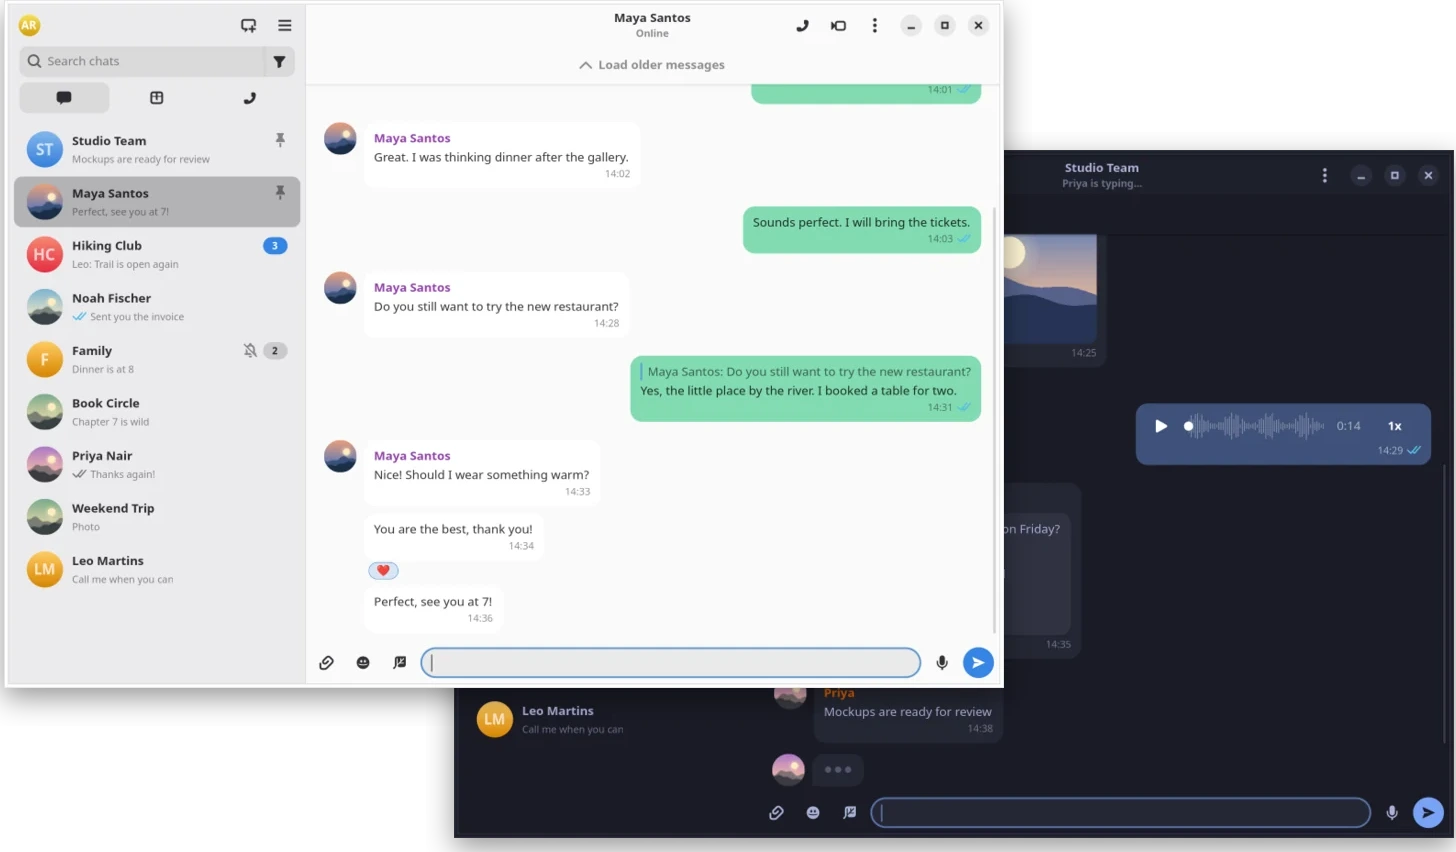 AR
Search chats
ST
Studio Team
Mockups are ready for review
Maya Santos
Perfect, see you at 7!
HC
Hiking Club
3
Leo: Trail is open again
Noah Fischer
Sent you the invoice
F
Family
2
Dinner is at 8
Book Circle
Chapter 7 is wild
Priya Nair
Thanks again!
Weekend Trip
Photo
LM
Leo Martins
Call me when you can
Maya Santos
Online
Load older messages
14:01
Maya Santos
Great. I was thinking dinner after the gallery.
14:02
Sounds perfect. I will bring the tickets.
14:03
Maya Santos
Do you still want to try the new restaurant?
14:28
Maya Santos: Do you still want to try the new restaurant?
Yes, the little place by the river. I booked a table for two.
14:31
Maya Santos
Nice! Should I wear something warm?
14:33
You are the best, thank you!
14:34
Perfect, see you at 7!
14:36
Studio Team
Priya is typing...
14:25
0:14
1x
14:29
on Friday?
14:35
LM
Leo Martins
Call me when you can
Priya
Mockups are ready for review
14:38